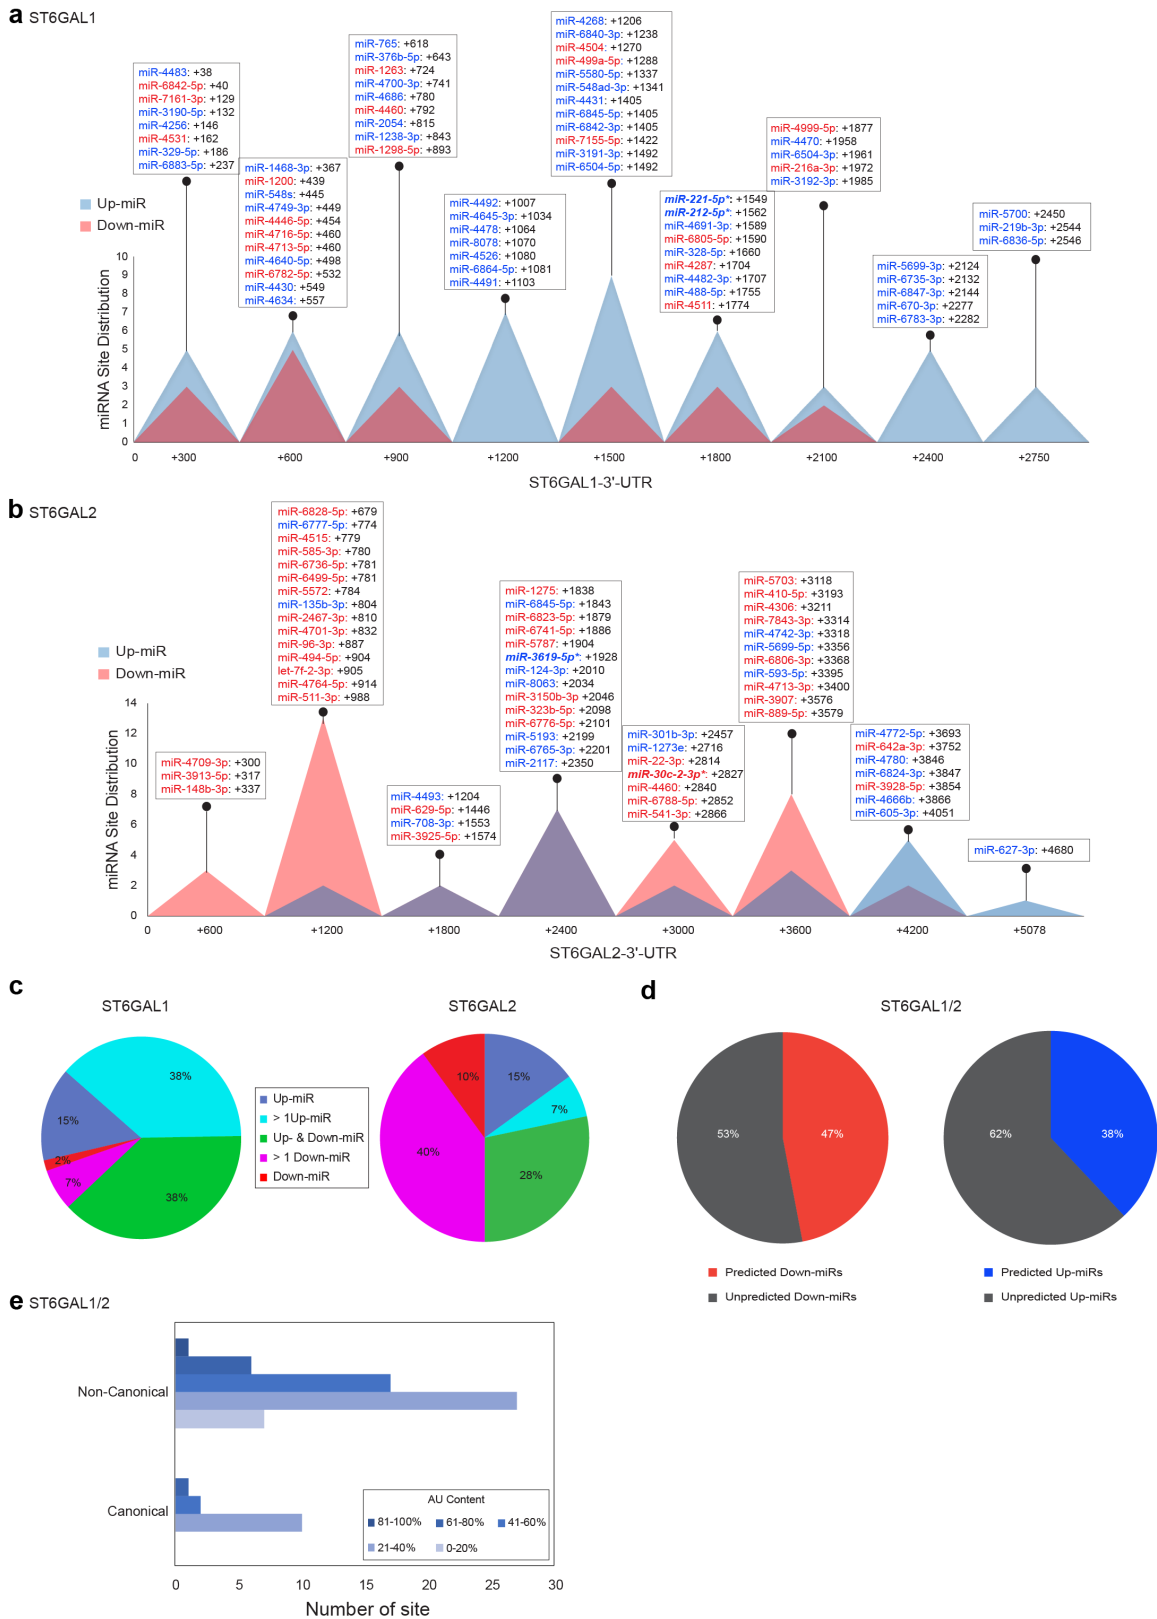 a ST6GAL1
miR-4483: +38
miR-6842-5p: +40
miR-7161-3p: +129
miR-3190-5p: +132
miR-4256: +146
miR-4531: +162
miR-329-5p: +186
miR-6883-5p: +237
miR-1468-3p: +367
miR-1200: +439
miR-548s: +445
miR-4749-3p: +449
miR-4446-5p: +454
miR-4716-5p: +460
miR-4713-5p: +460
miR-4640-5p: +498
miR-6782-5p: +532
miR-4430: +549
miR-4634: +557
miR-765: +618
miR-376b-5p: +643
miR-1263: +724
miR-4700-3p: +741
miR-4686: +780
miR-4460: +792
miR-2054: +815
miR-1238-3p: +843
miR-1298-5p: +893
miR-4492: +1007
miR-4645-3p: +1034
miR-4478: +1064
miR-8078: +1070
miR-4526: +1080
miR-6864-5p: +1081
miR-4491: +1103
miR-4268: +1206
miR-6840-3p: +1238
miR-4504: +1270
miR-499a-5p: +1288
miR-5580-5p: +1337
miR-548ad-3p: +1341
miR-4431: +1405
miR-6845-5p: +1405
miR-6842-3p: +1405
miR-7155-5p: +1422
miR-3191-3p: +1492
miR-6504-5p: +1492
miR-221-5p*: +1549
miR-212-5p*: +1562
miR-4691-3p: +1589
miR-6805-5p: +1590
miR-328-5p: +1660
miR-4287: +1704
miR-4482-3p: +1707
miR-488-5p: +1755
miR-4511: +1774
miR-4999-5p: +1877
miR-4470: +1958
miR-6504-3p: +1961
miR-216a-3p: +1972
miR-3192-3p: +1985
miR-5699-3p: +2124
miR-6735-3p: +2132
miR-6847-3p: +2144
miR-670-3p: +2277
miR-6783-3p: +2282
miR-5700: +2450
miR-219b-3p: +2544
miR-6836-5p: +2546
Up-miR
Down-miR
miRNA Site Distribution
10
9
8
7
6
5
4
3
2
1
0
0 +300 +600 +900 +1200 +1500 +1800 +2100 +2400 +2750
ST6GAL1-3'-UTR
b ST6GAL2
miR-4709-3p: +300
miR-3913-5p: +317
miR-148b-3p: +337
miR-6828-5p: +679
miR-6777-5p: +774
miR-4515: +779
miR-585-3p: +780
miR-6736-5p: +781
miR-6499-5p: +781
miR-5572: +784
miR-135b-3p: +804
miR-2467-3p: +810
miR-4701-3p: +832
miR-96-3p: +887
miR-494-5p: +904
let-7f-2-3p: +905
miR-4764-5p: +914
miR-511-3p: +988
miR-4493: +1204
miR-629-5p: +1446
miR-708-3p: +1553
miR-3925-5p: +1574
miR-1275: +1838
miR-6845-5p: +1843
miR-6823-5p: +1879
miR-6741-5p: +1886
miR-5787: +1904
miR-3619-5p*: +1928
miR-124-3p: +2010
miR-8063: +2034
miR-3150b-3p +2046
miR-323b-5p: +2098
miR-6776-5p: +2101
miR-5193: +2199
miR-6765-3p: +2201
miR-2117: +2350
miR-301b-3p: +2457
miR-1273e: +2716
miR-22-3p: +2814
miR-30c-2-3p*: +2827
miR-4460: +2840
miR-6788-5p: +2852
miR-541-3p: +2866
miR-5703: +3118
miR-410-5p: +3193
miR-4306: +3211
miR-7843-3p: +3314
miR-4742-3p: +3318
miR-5699-5p: +3356
miR-6806-3p: +3368
miR-593-5p: +3395
miR-4713-3p: +3400
miR-3907: +3576
miR-889-5p: +3579
miR-4772-5p: +3693
miR-642a-3p: +3752
miR-4780: +3846
miR-6824-3p: +3847
miR-3928-5p: +3854
miR-4666b: +3866
miR-605-3p: +4051
miR-627-3p: +4680
Up-miR
Down-miR
miRNA Site Distribution
14
12
10
8
6
4
2
0
0 +600 +1200 +1800 +2400 +3000 +3600 +4200 +5078
ST6GAL2-3'-UTR
c
ST6GAL1
38%
15%
2%
7%
38%
Up-miR
> 1Up-miR
Up- & Down-miR
> 1 Down-miR
Down-miR
ST6GAL2
10%
15%
7%
40%
28%
d
ST6GAL1/2
53%
47%
62%
38%
Predicted Down-miRs
Unpredicted Down-miRs
Predicted Up-miRs
Unpredicted Up-miRs
e ST6GAL1/2
Non-Canonical
Canonical
AU Content
81-100% 61-80% 41-60%
21-40% 0-20%
0 5 10 15 20 25 30
Number of site